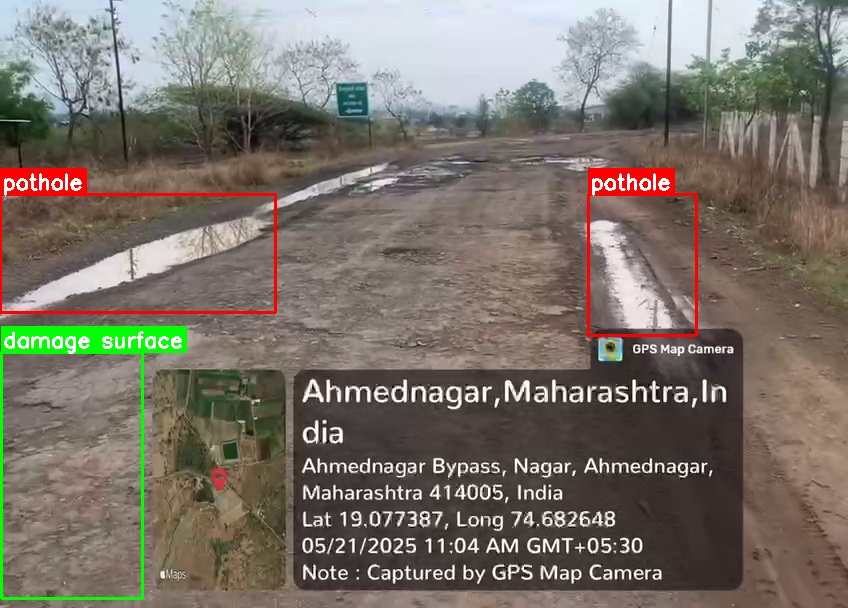 pothole
pothole
damage surface
GPS Map Camera
Ahmednagar,Maharashtra,In
dia
Ahmednagar Bypass, Nagar, Ahmednagar,
Maharashtra 414005, India
Lat 19.077387, Long 74.682648
05/21/2025 11:04 AM GMT+05:30
Note : Captured by GPS Map Camera
Maps